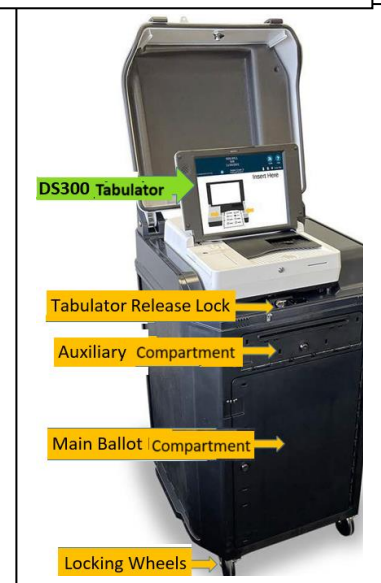 Insert Here
DS300 Tabulator
Tabulator Release Lock
Auxiliary Compartment
Main Ballot Compartment
Locking Wheels